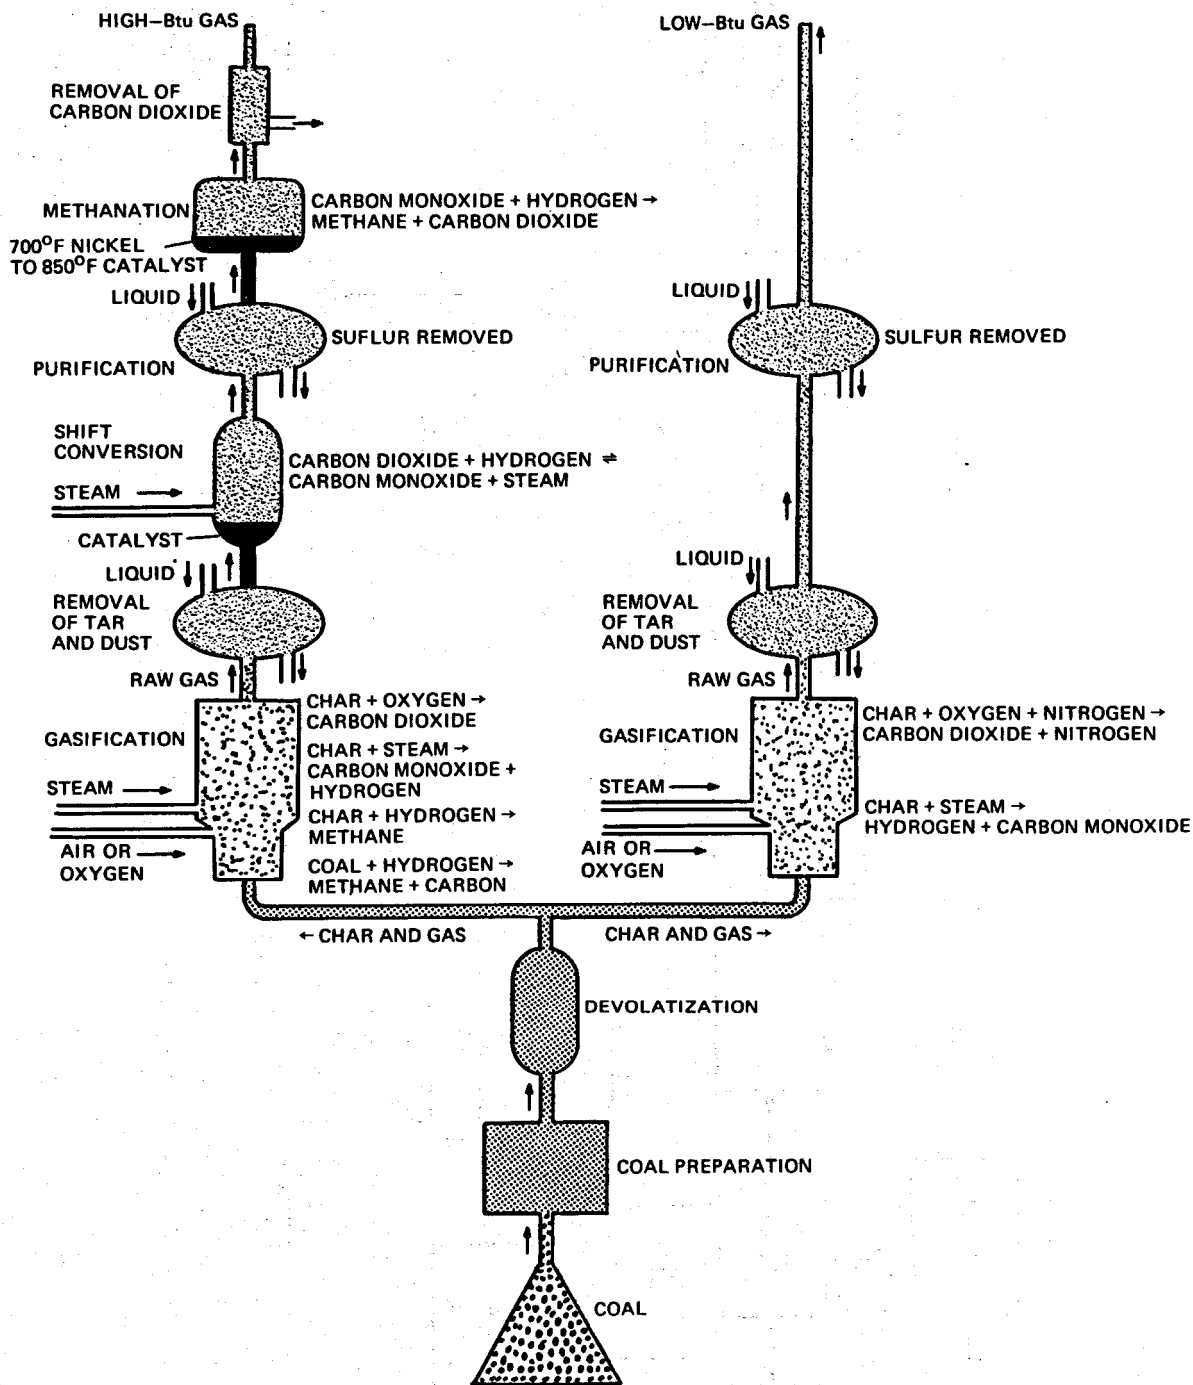 HIGH–Btu GAS
REMOVAL OF
CARBON DIOXIDE
METHANATION
CARBON MONOXIDE + HYDROGEN →
METHANE + CARBON DIOXIDE
700°F NICKEL
TO 850°F CATALYST
LIQUID
SUFLUR REMOVED
PURIFICATION
SHIFT
CONVERSION
CARBON DIOXIDE + HYDROGEN ⇌
CARBON MONOXIDE + STEAM
STEAM
CATALYST
LIQUID
REMOVAL
OF TAR
AND DUST
RAW GAS
GASIFICATION
CHAR + OXYGEN →
CARBON DIOXIDE
CHAR + STEAM →
CARBON MONOXIDE +
HYDROGEN
STEAM
CHAR + HYDROGEN →
METHANE
AIR OR
OXYGEN
COAL + HYDROGEN →
METHANE + CARBON
← CHAR AND GAS
LOW–Btu GAS
LIQUID
SULFUR REMOVED
PURIFICATION
LIQUID
REMOVAL
OF TAR
AND DUST
RAW GAS
GASIFICATION
CHAR + OXYGEN + NITROGEN →
CARBON DIOXIDE + NITROGEN
STEAM
CHAR + STEAM →
HYDROGEN + CARBON MONOXIDE
AIR OR
OXYGEN
CHAR AND GAS →
DEVOLATIZATION
COAL PREPARATION
COAL